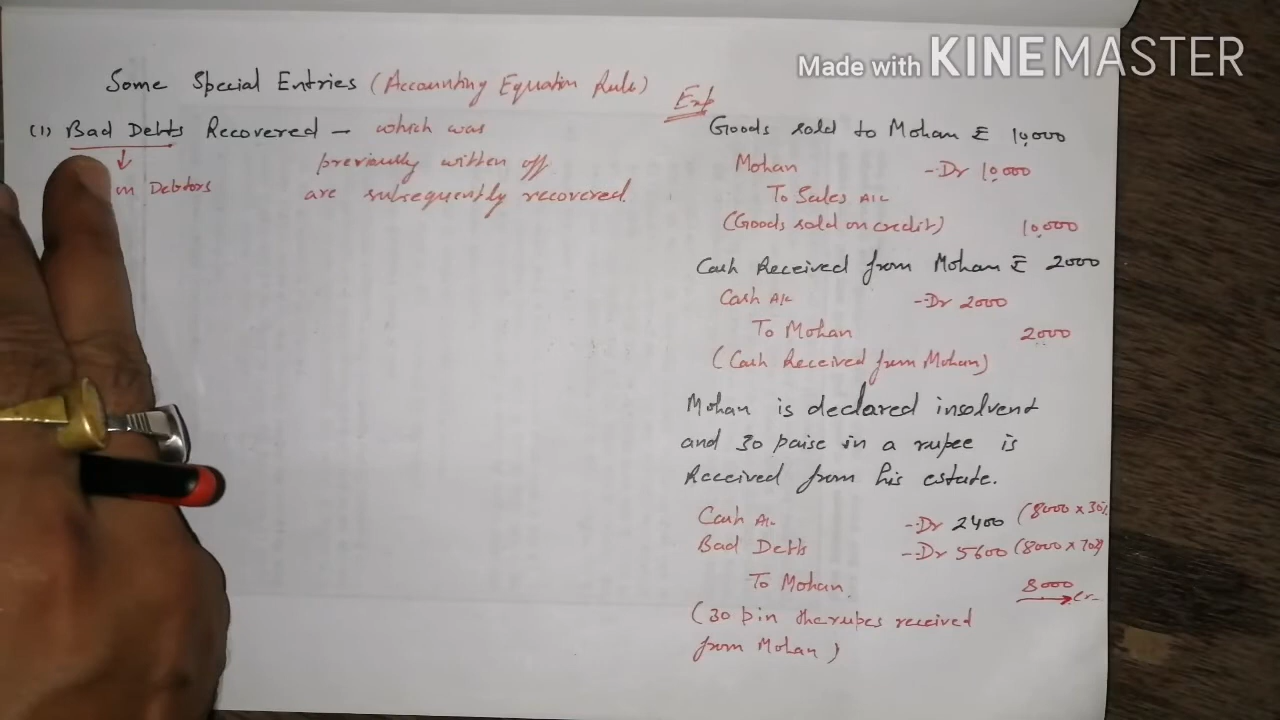 Made with KINEMASTER
Some Special Entries (Accounting Equation Rule)
(1) Bad Debts Recovered – which was
previously written off
on Debtors
are subsequently recovered.
Exp
Goods sold to Mohan ₹ 10,000
Mohan --Dr 10,000
To Sales A/c
(Goods sold on credit) 10,000
Cash Received from Mohan ₹ 2000
Cash A/c --Dr 2000
To Mohan 2000
(Cash Received from Mohan)
Mohan is declared insolvent
and 30 paise in a rupee is
Received from his estate.
Cash A/c --Dr 2400 (8000 x 30%
Bad Debts --Dr 5600 (8000 x 70%)
To Mohan 8000
Cr-
(30 p in the rupes received
from Mohan)